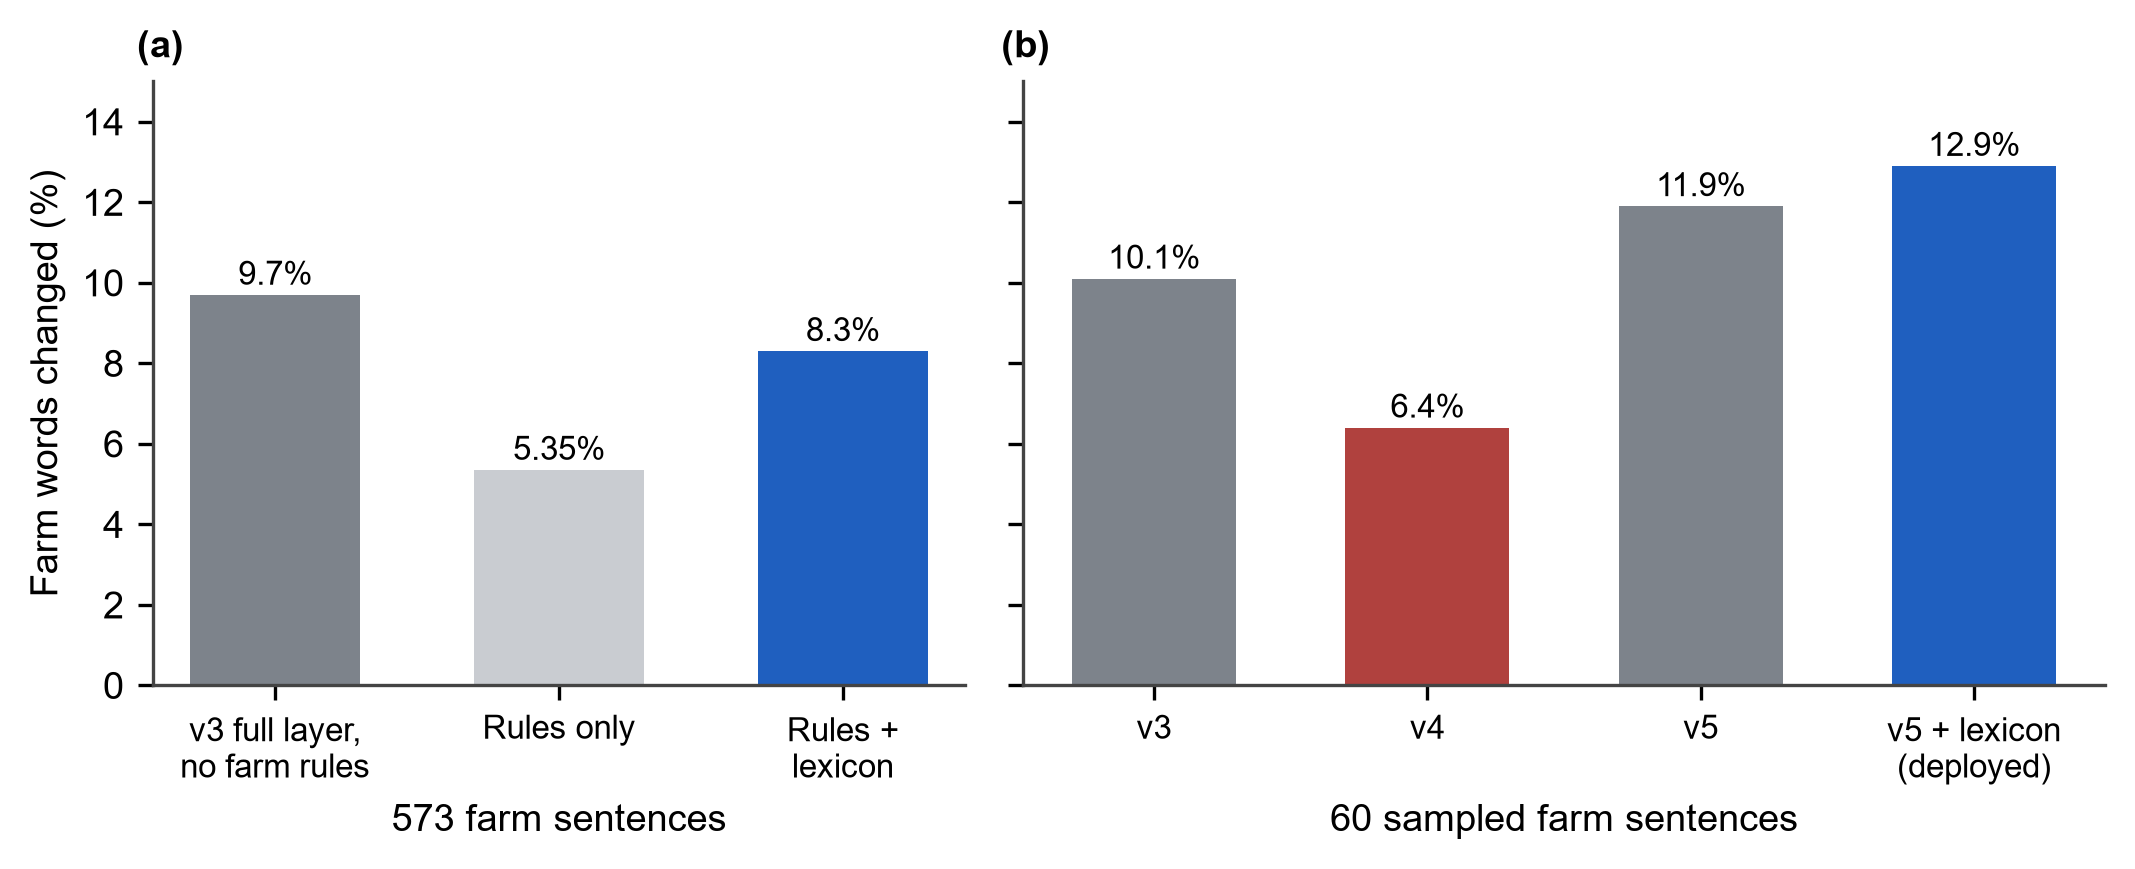 (a)
Farm words changed (%)
14
12
10
8
6
4
2
0
9.7%
5.35%
8.3%
v3 full layer,
no farm rules
Rules only
Rules +
lexicon
573 farm sentences
(b)
10.1%
6.4%
11.9%
12.9%
v3
v4
v5
v5 + lexicon
(deployed)
60 sampled farm sentences